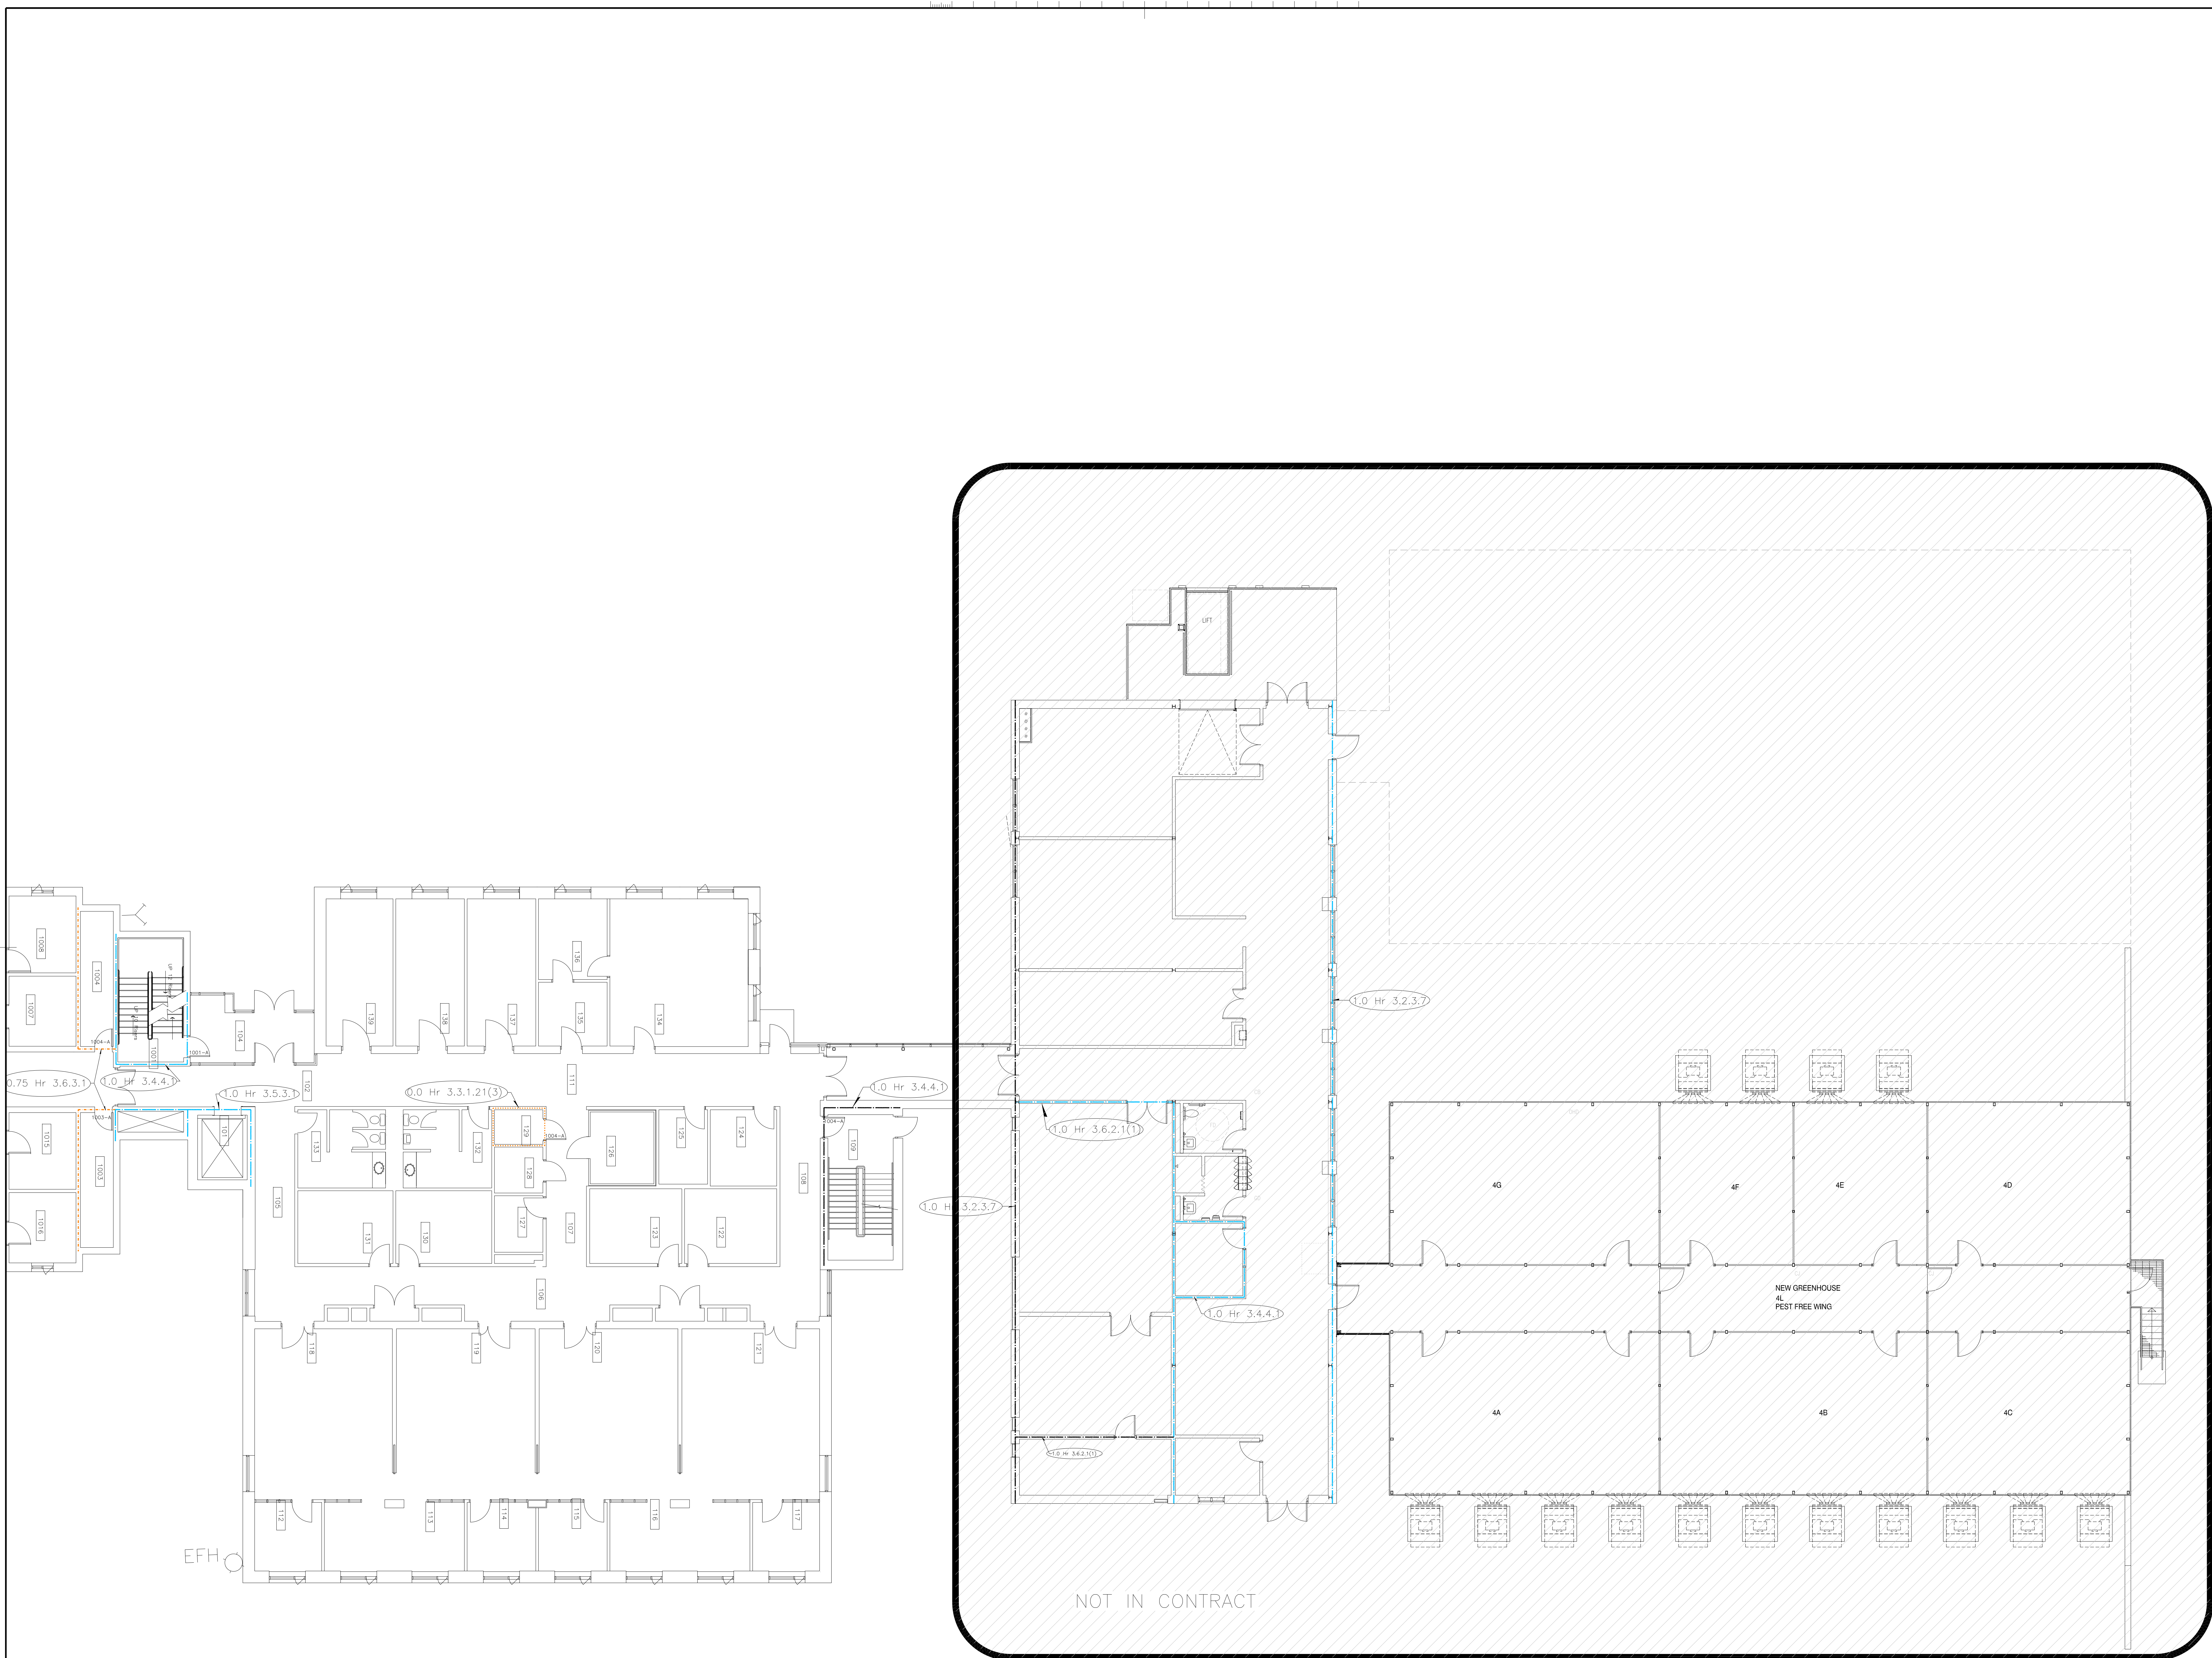 LIFT
1008
1004
1007
UP
UP
1004-A
1001
1001-A
104
0.75 Hr 3.6.3.1
1.0 Hr 3.4.4.1
1.0 Hr 3.5.3.1
102
139
138
137
136
135
134
111
0.0 Hr 3.3.1.21(3)
1.0 Hr 3.4.4.1
1.0 Hr 3.2.3.7
1003-A
1015
1003
1016
101
105
133
132
129
1004-A
128
127
126
125
124
1004-A
109
108
131
130
107
123
122
106
118
119
120
121
112
113
114
115
116
117
EFH
1.0 Hr 3.6.2.1(1)
1.0 Hr 3.2.3.7
1.0 Hr 3.4.4.1
1.0 Hr 3.6.2.1(1)
4G
4F
4E
4D
NEW GREENHOUSE
4L
PEST FREE WING
4A
4B
4C
NOT IN CONTRACT